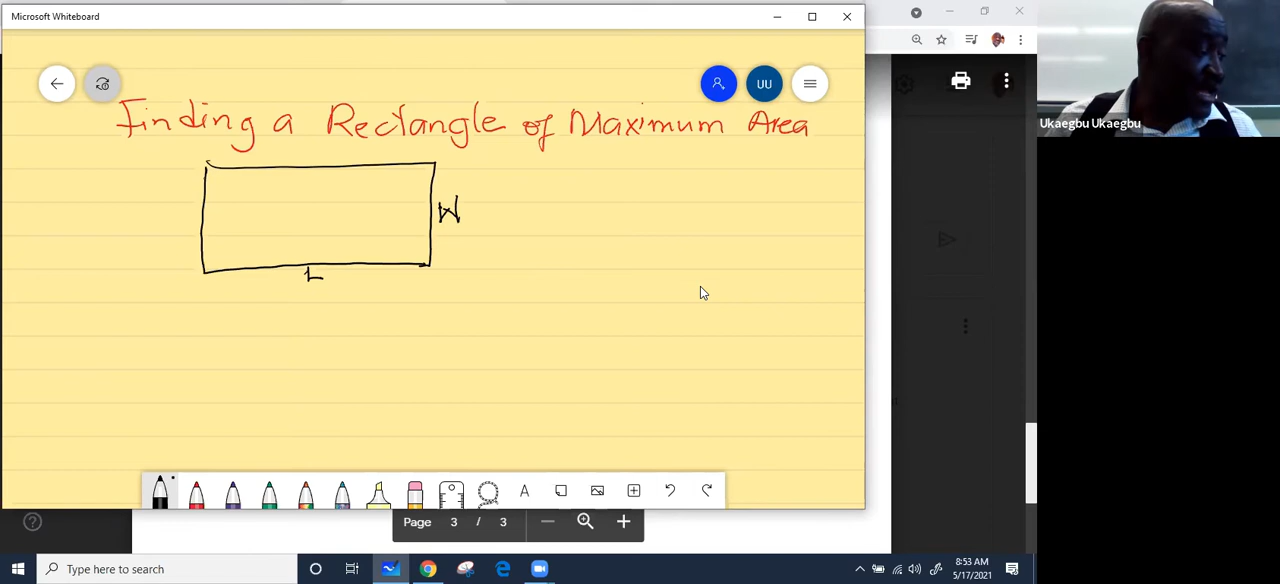 Microsoft Whiteboard
UU
Finding a Rectangle of Maximum Area
W
L
Ukaegbu Ukaegbu
A
Page 3 / 3
Type here to search
8:53 AM
5/17/2021